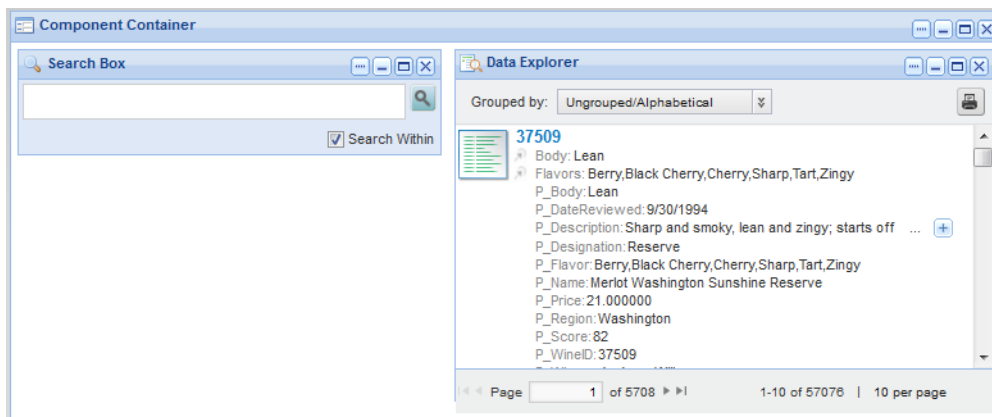 Component Container
Search Box
Search Within
Data Explorer
Grouped by: Ungrouped/Alphabetical
37509
Body: Lean
Flavors: Berry,Black Cherry,Cherry,Sharp,Tart,Zingy
P_Body: Lean
P_DateReviewed: 9/30/1994
P_Description: Sharp and smoky, lean and zingy; starts off ...
P_Designation: Reserve
P_Flavor: Berry,Black Cherry,Cherry,Sharp,Tart,Zingy
P_Name: Merlot Washington Sunshine Reserve
P_Price: 21.000000
P_Region: Washington
P_Score: 82
P_WineID: 37509
Page 1 of 5708 1-10 of 57076 | 10 per page